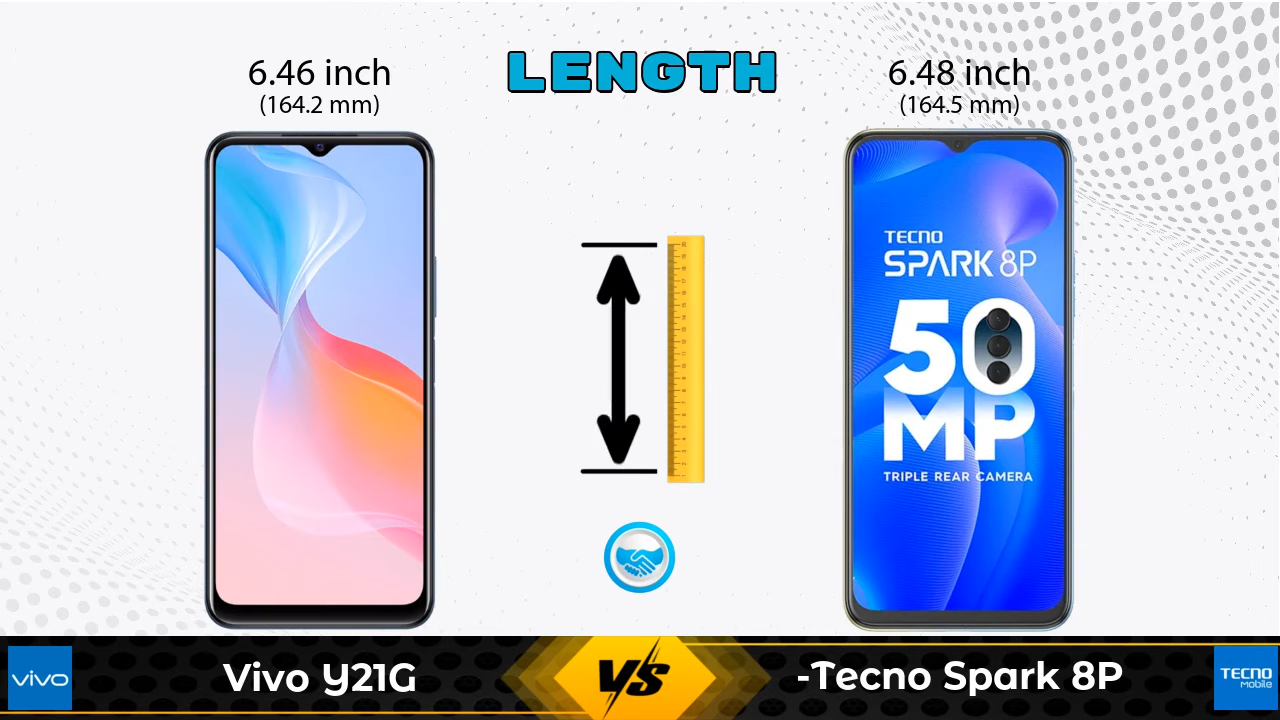 LENGTH
6.46 inch
(164.2 mm)
6.48 inch
(164.5 mm)
TECNO
SPARK 8P
50
MP
TRIPLE REAR CAMERA
vivo
Vivo Y21G
VS
-Tecno Spark 8P
TECNO
mobile